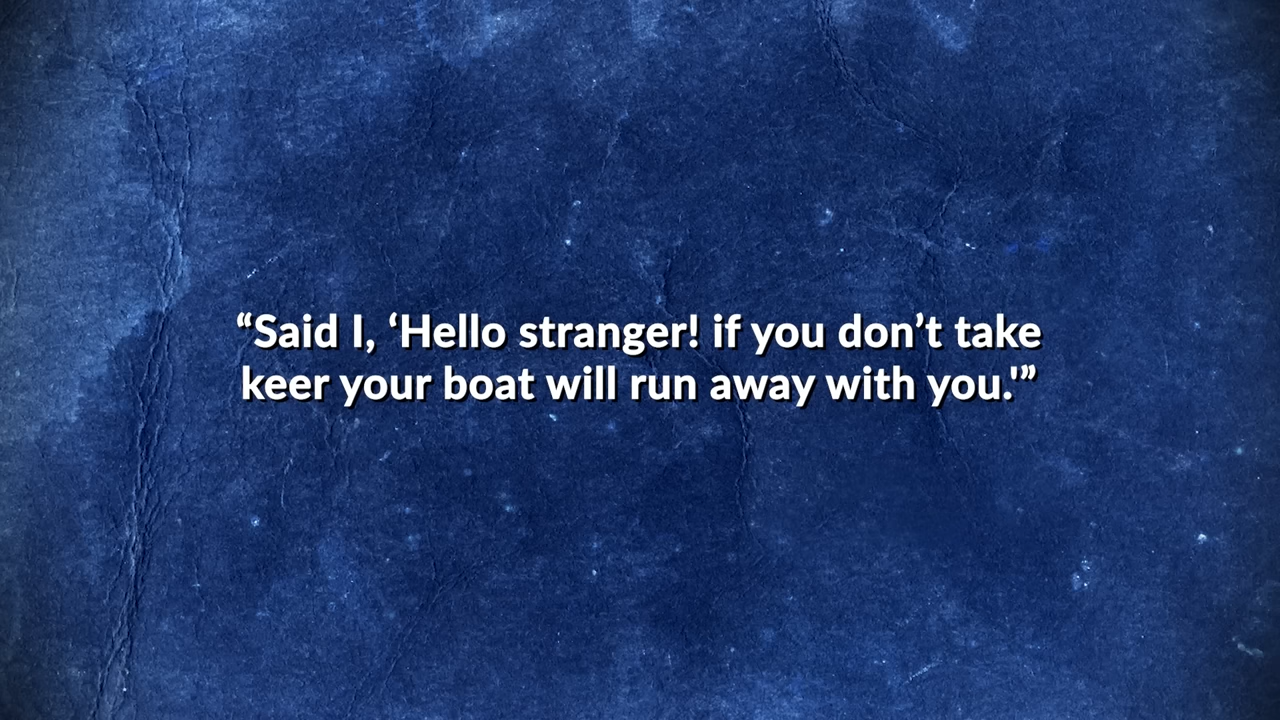 “Said I, ‘Hello stranger! if you don’t take
keer your boat will run away with you.'”